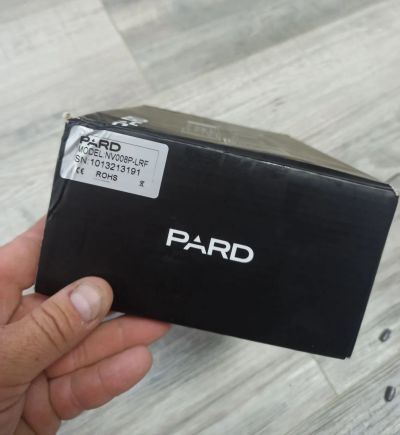 PARD
MODEL:NV008P-LRF
SN:1013213191
CE ROHS
PARD